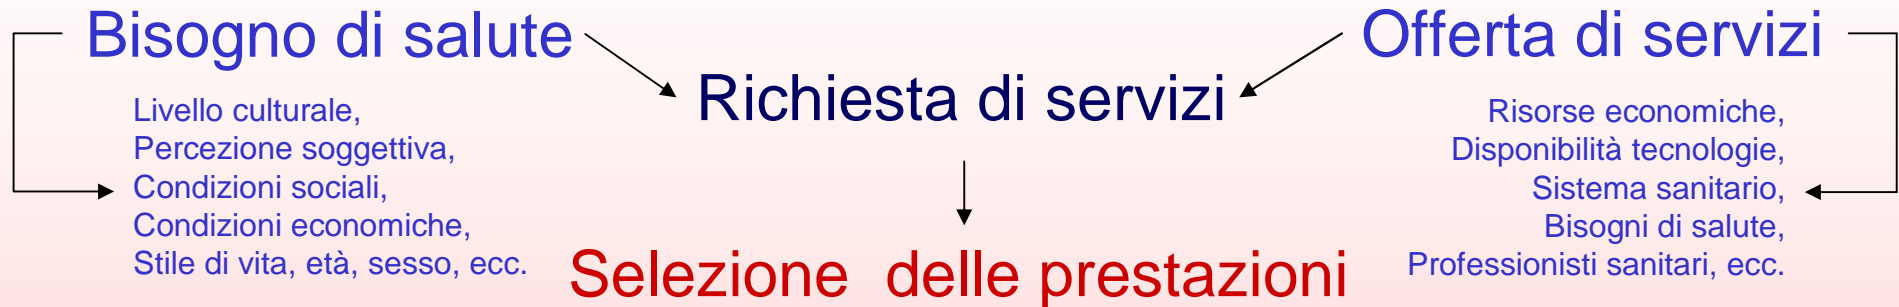 Bisogno di salute
Livello culturale,
Percezione soggettiva,
Condizioni sociali,
Condizioni economiche,
Stile di vita, età, sesso, ecc.
Richiesta di servizi
Selezione delle prestazioni
Offerta di servizi
Risorse economiche,
Disponibilità tecnologie,
Sistema sanitario,
Bisogni di salute,
Professionisti sanitari, ecc.